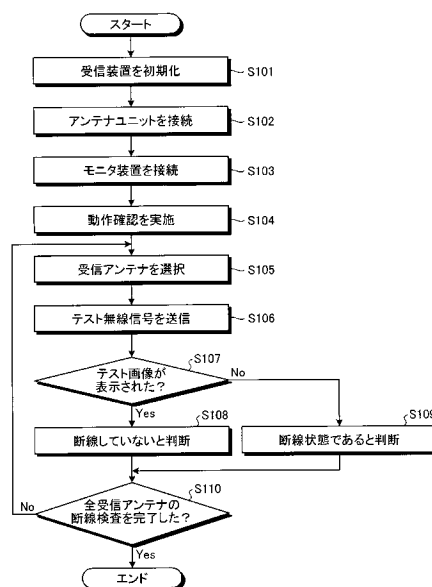 スタート
受信装置を初期化
S101
アンテナユニットを接続
S102
モニタ装置を接続
S103
動作確認を実施
S104
受信アンテナを選択
S105
テスト無線信号を送信
S106
S107
テスト画像が
表示された?
No
Yes
S108
断線していないと判断
S109
断線状態であると判断
S110
全受信アンテナの
断線検査を完了した?
No
Yes
エンド